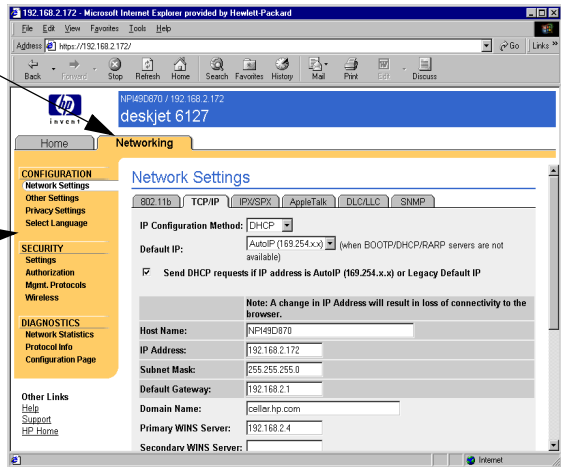 192.168.2.172 - Microsoft Internet Explorer provided by Hewlett-Packard
File Edit View Favorites Tools Help
Address https://192.168.2.172/ Go Links »
Back Forward Stop Refresh Home Search Favorites History Mail Print Edit Discuss
hp
invent
NPI49D870 / 192.168.2.172
deskjet 6127
Home Networking
CONFIGURATION
Network Settings
Other Settings
Privacy Settings
Select Language
SECURITY
Settings
Authorization
Mgmt. Protocols
Wireless
DIAGNOSTICS
Network Statistics
Protocol Info
Configuration Page
Other Links
Help
Support
HP Home
Network Settings
802.11b TCP/IP IPX/SPX AppleTalk DLC/LLC SNMP
IP Configuration Method: DHCP
Default IP: AutoIP (169.254.x.x) (when BOOTP/DHCP/RARP servers are not
available)
Send DHCP requests if IP address is AutoIP (169.254.x.x) or Legacy Default IP
Note: A change in IP Address will result in loss of connectivity to the
browser.
Host Name: NPI49D870
IP Address: 192.168.2.172
Subnet Mask: 255.255.255.0
Default Gateway: 192.168.2.1
Domain Name: cellar.hp.com
Primary WINS Server: 192.168.2.4
Secondary WINS Server:
Internet